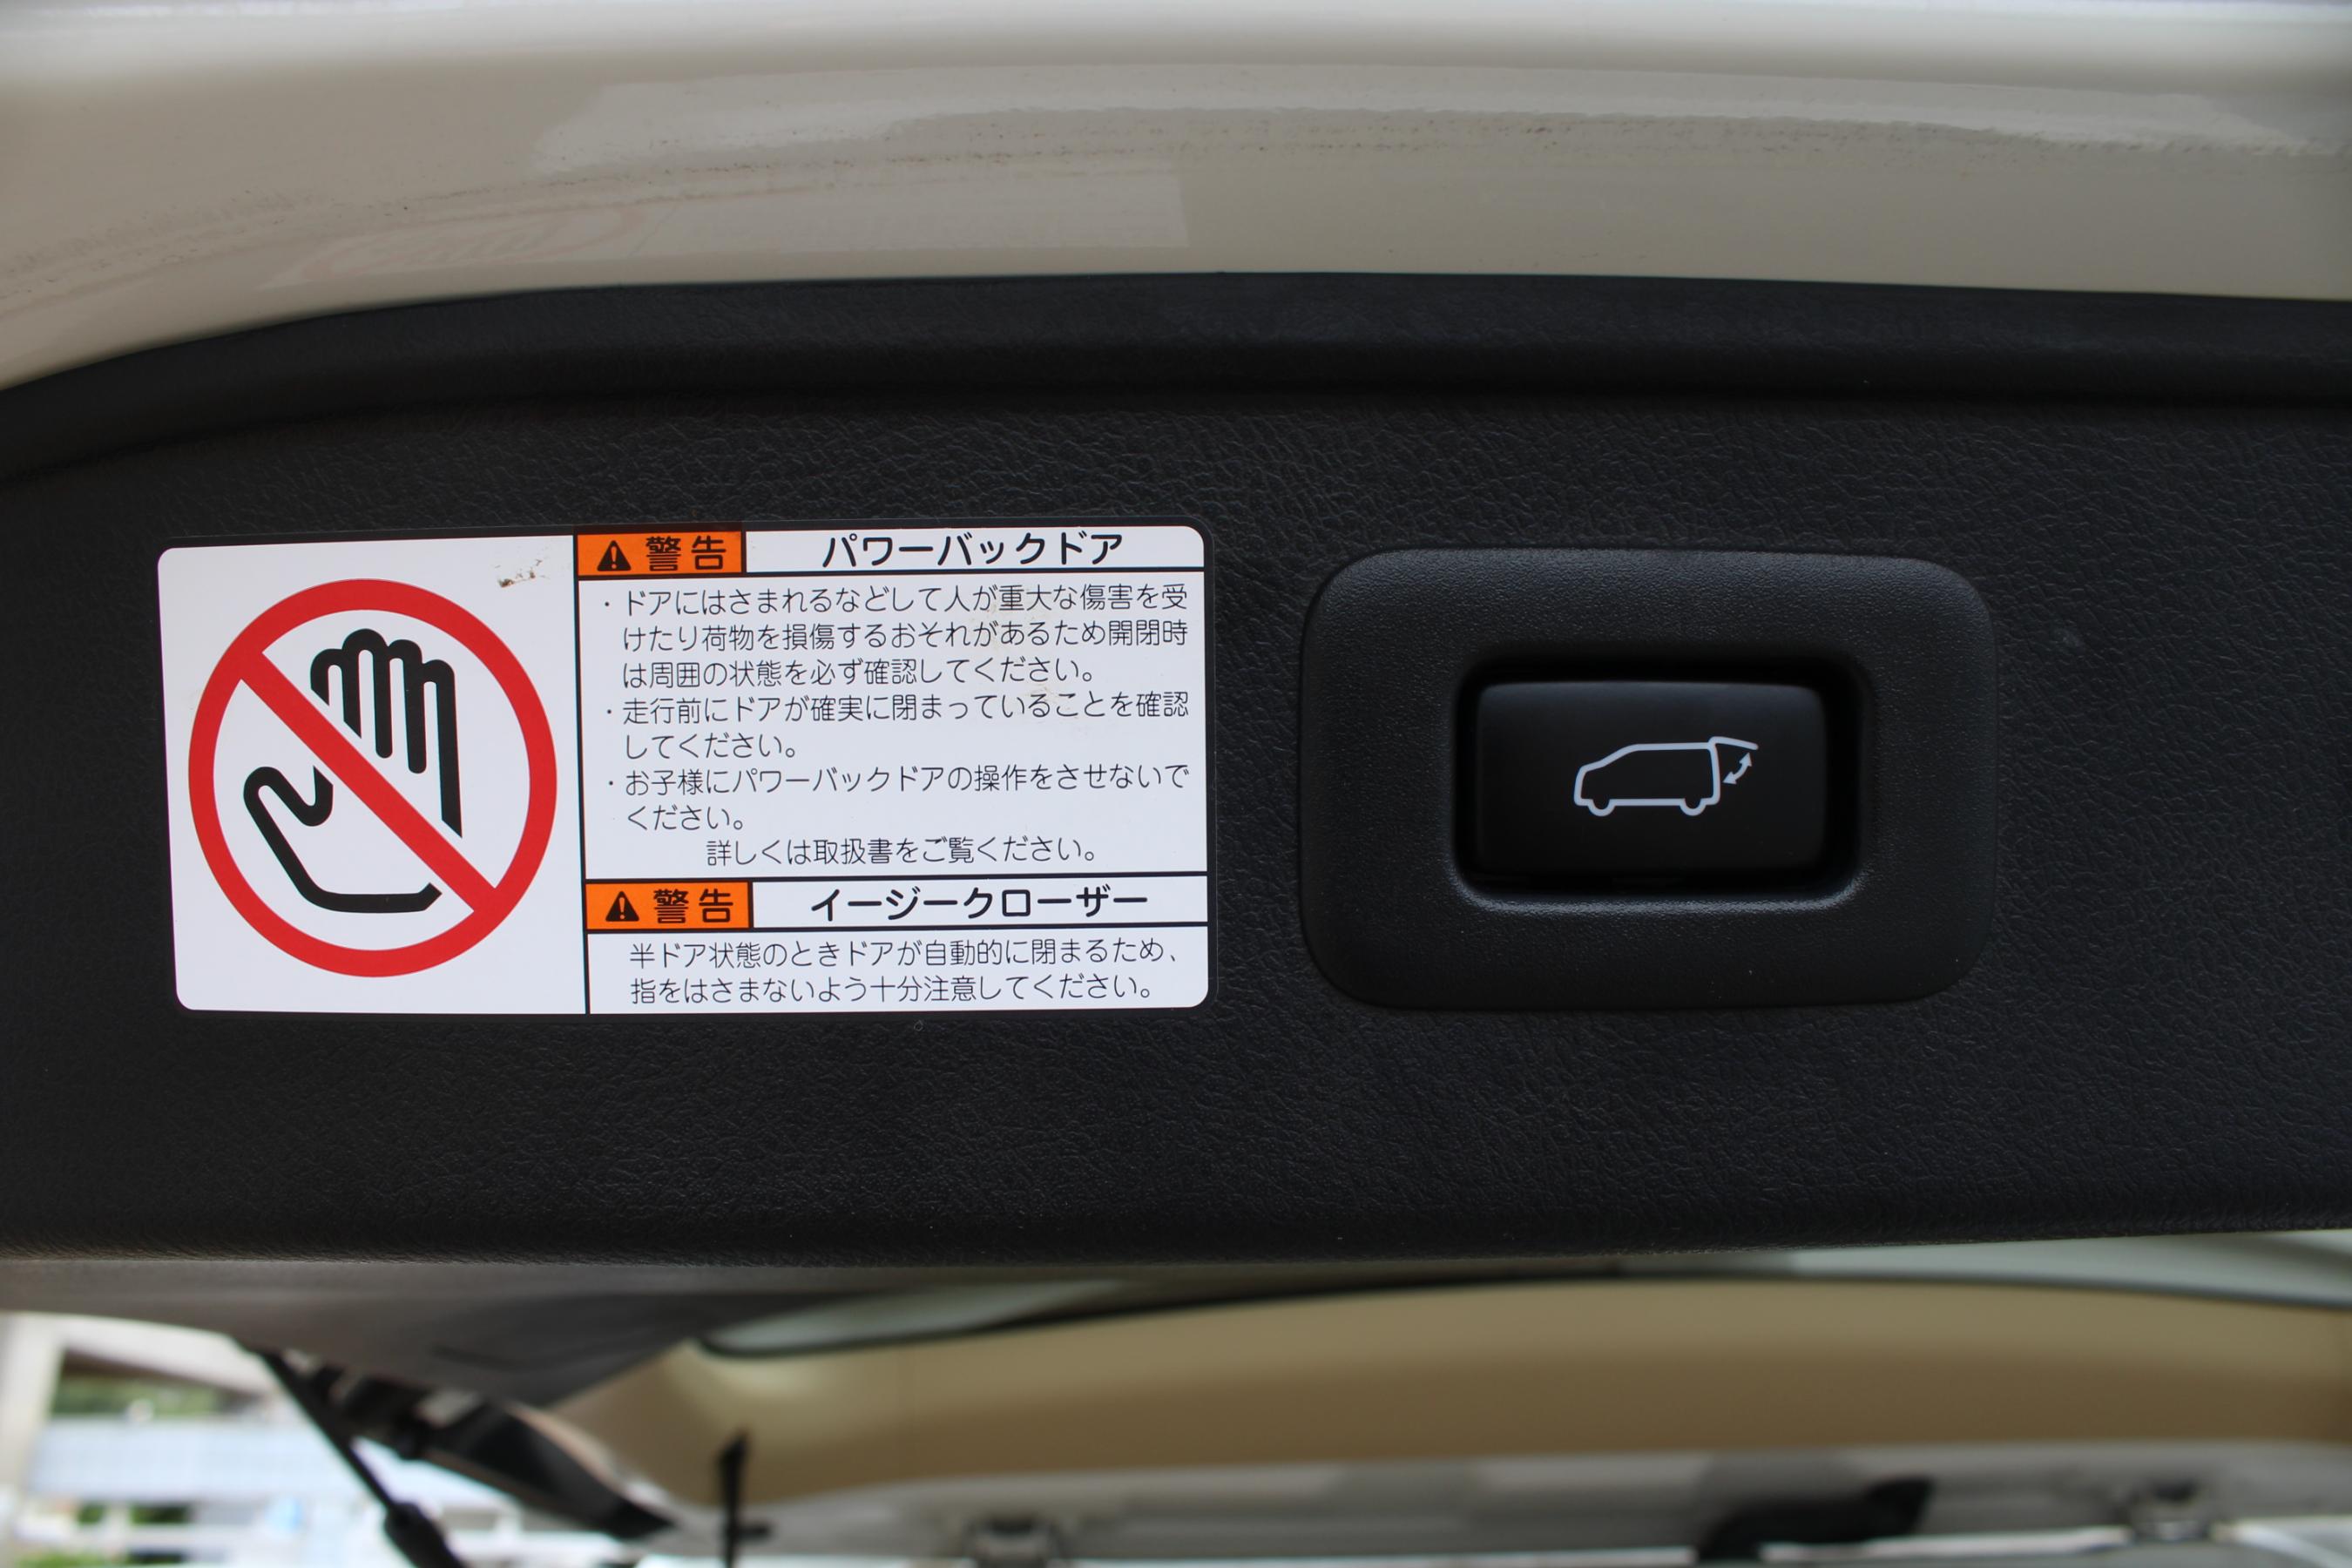 警告 パワーバックドア
・ドアにはさまれるなどして人が重大な傷害を受
けたり荷物を損傷するおそれがあるため開閉時
は周囲の状態を必ず確認してください。
・走行前にドアが確実に閉まっていることを確認
してください。
・お子様にパワーバックドアの操作をさせないで
ください。
詳しくは取扱書をご覧ください。
警告 イージークローザー
半ドア状態のときドアが自動的に閉まるため、
指をはさまないよう十分注意してください。